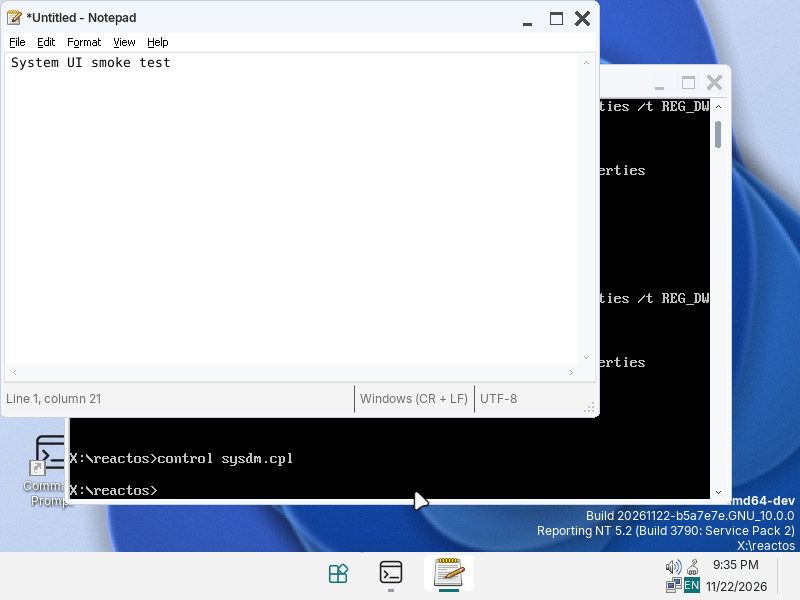 *Untitled - Notepad
File Edit Format View Help
System UI smoke test
ties /t REG_DW
erties
ties /t REG_DW
erties
Line 1, column 21
Windows (CR + LF)
UTF-8
X:\reactos>control sysdm.cpl
X:\reactos>
Comma
Promp
md64-dev
Build 20261122-b5a7e7e.GNU_10.0.0
Reporting NT 5.2 (Build 3790: Service Pack 2)
X:\reactos
9:35 PM
EN
11/22/2026